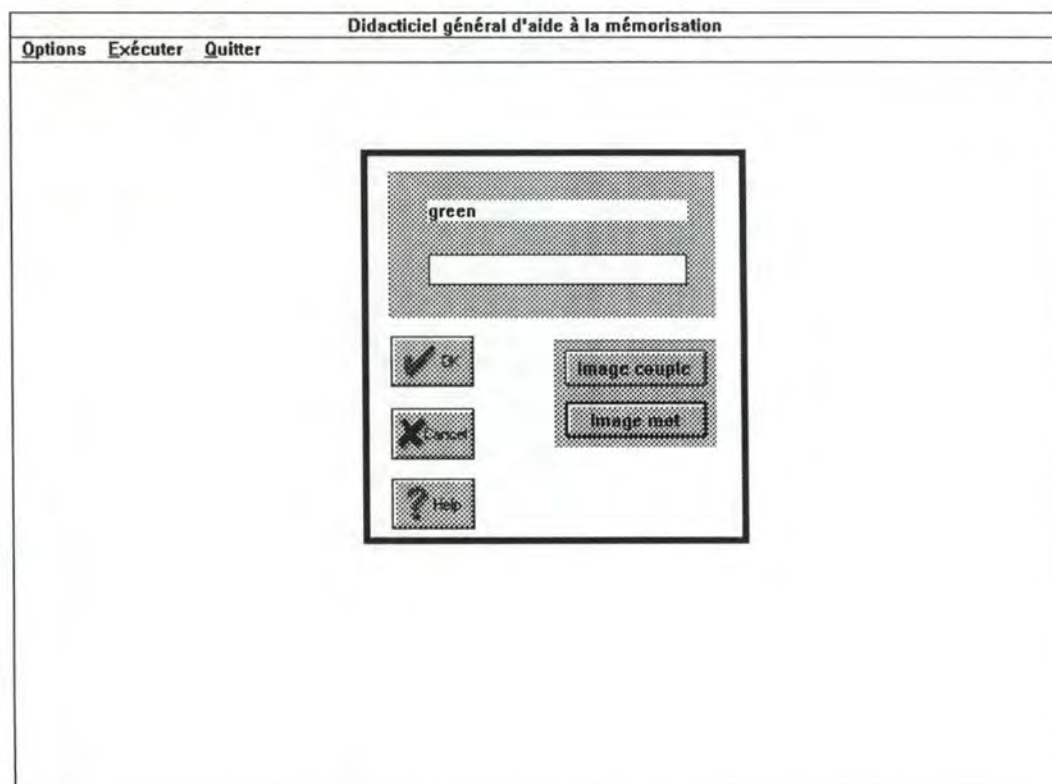 Didacticiel général d'aide à la mémorisation
Options Exécuter Quitter
green
OK
Image couple
Cancel
Image mot
Help